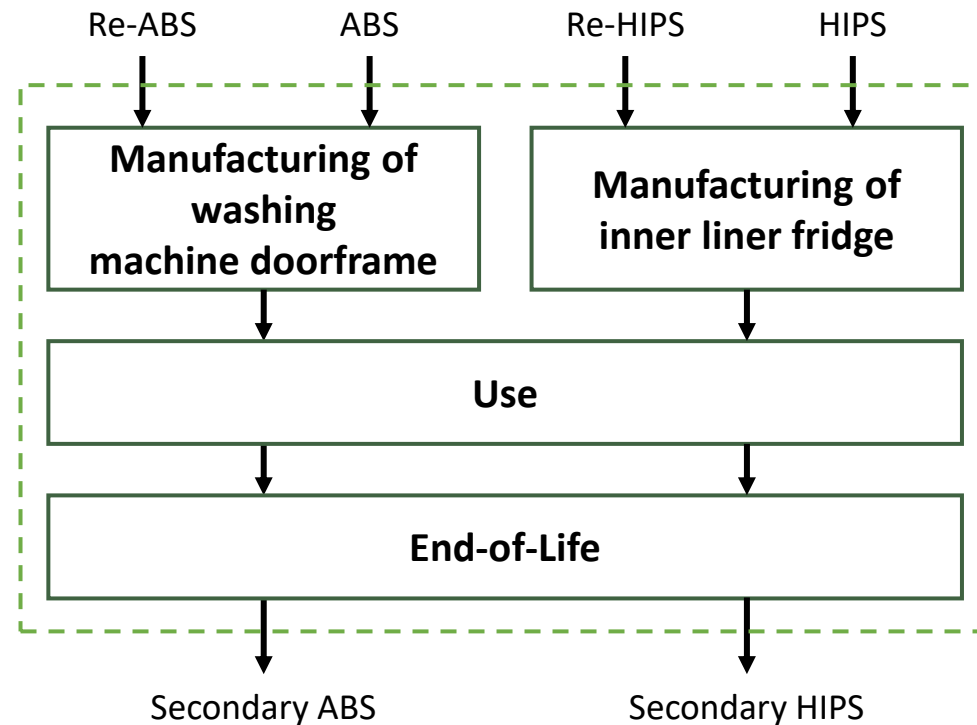 Re-ABS
ABS
Re-HIPS
HIPS
Manufacturing of
washing
machine doorframe
Manufacturing of
inner liner fridge
Use
End-of-Life
Secondary ABS
Secondary HIPS